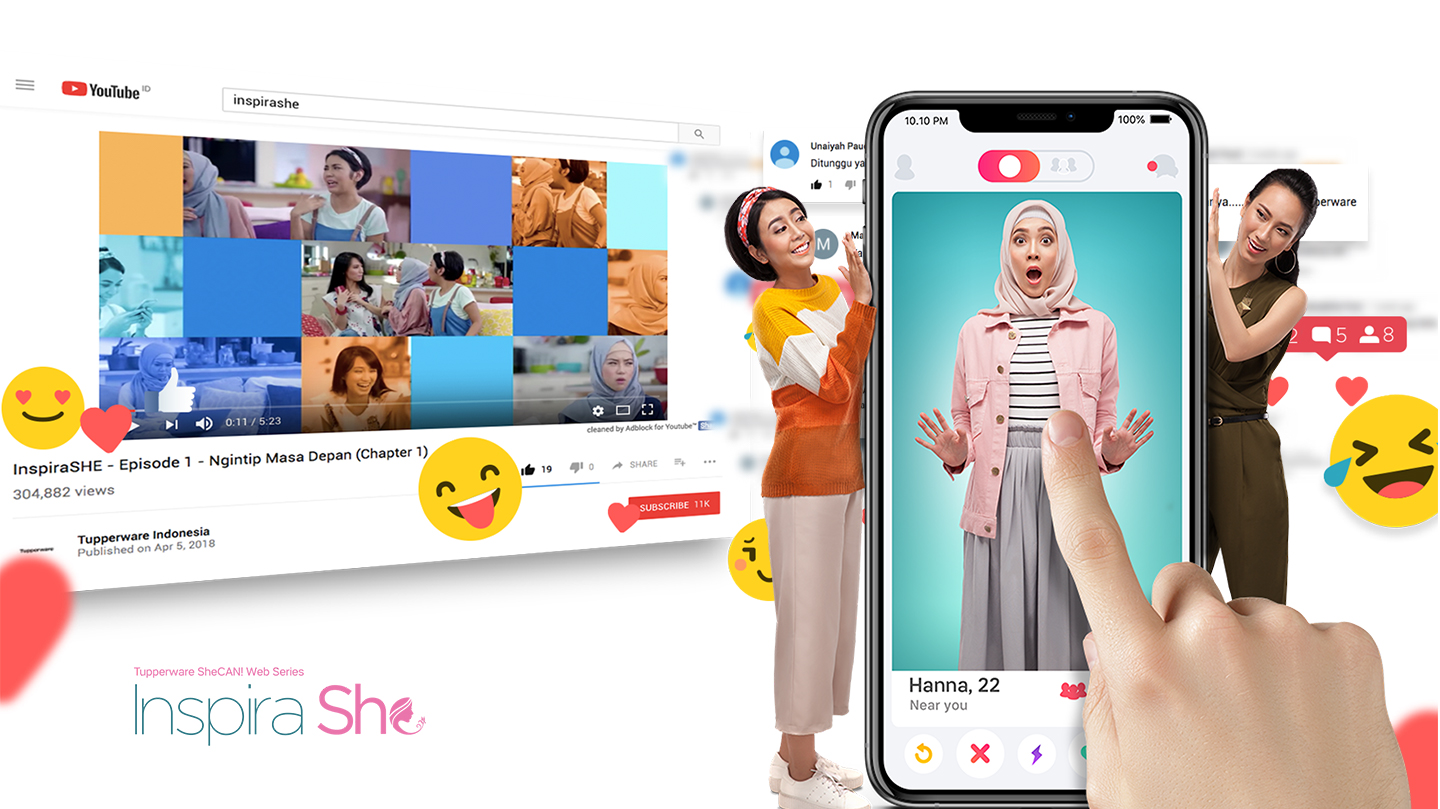 YouTube ID
inspirashe
0:11 / 5:23
cleaned by Adblock for Youtube™
InspiraSHE - Episode 1 - Ngintip Masa Depan (Chapter 1)
304,882 views
19
0
SHARE
SUBSCRIBE 11K
Tupperware
Tupperware Indonesia
Published on Apr 5, 2018
Tupperware SheCAN! Web Series
Inspira She
Ditunggu ya
1
M
10.10 PM
100%
Hanna, 22
Near you
2 5 8